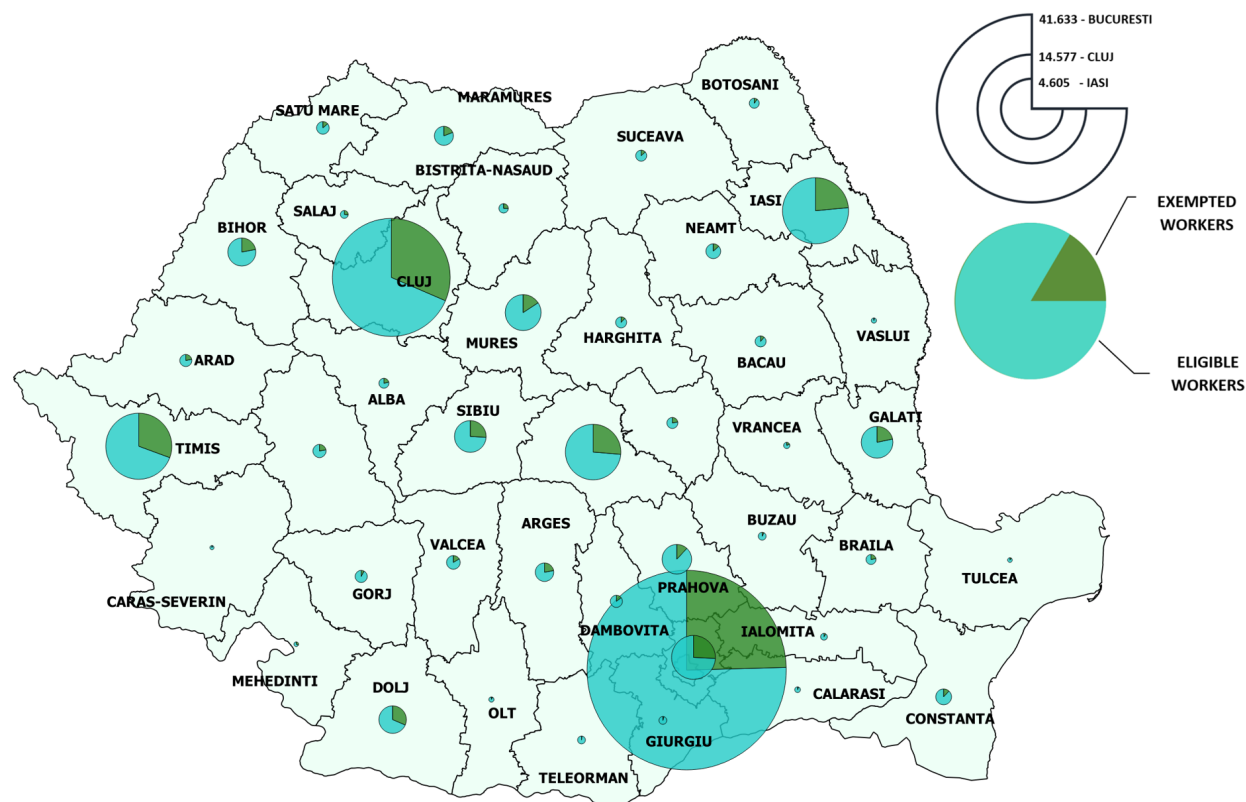 41.633 - BUCURESTI
14.577 - CLUJ
4.605 - IASI
EXEMPTED
WORKERS
ELIGIBLE
WORKERS
BOTOSANI
MARAMURES
SATU MARE
SUCEAVA
BISTRITA-NASAUD
IASI
SALAJ
BIHOR
NEAMT
CLUJ
VASLUI
MURES
HARGHITA
BACAU
ARAD
ALBA
SIBIU
GALATI
VRANCEA
TIMIS
BUZAU
ARGES
VALCEA
BRAILA
TULCEA
PRAHOVA
GORJ
CARAS-SEVERIN
DAMBOVITA
IALOMITA
MEHEDINTI
DOLJ
CALARASI
OLT
CONSTANTA
GIURGIU
TELEORMAN